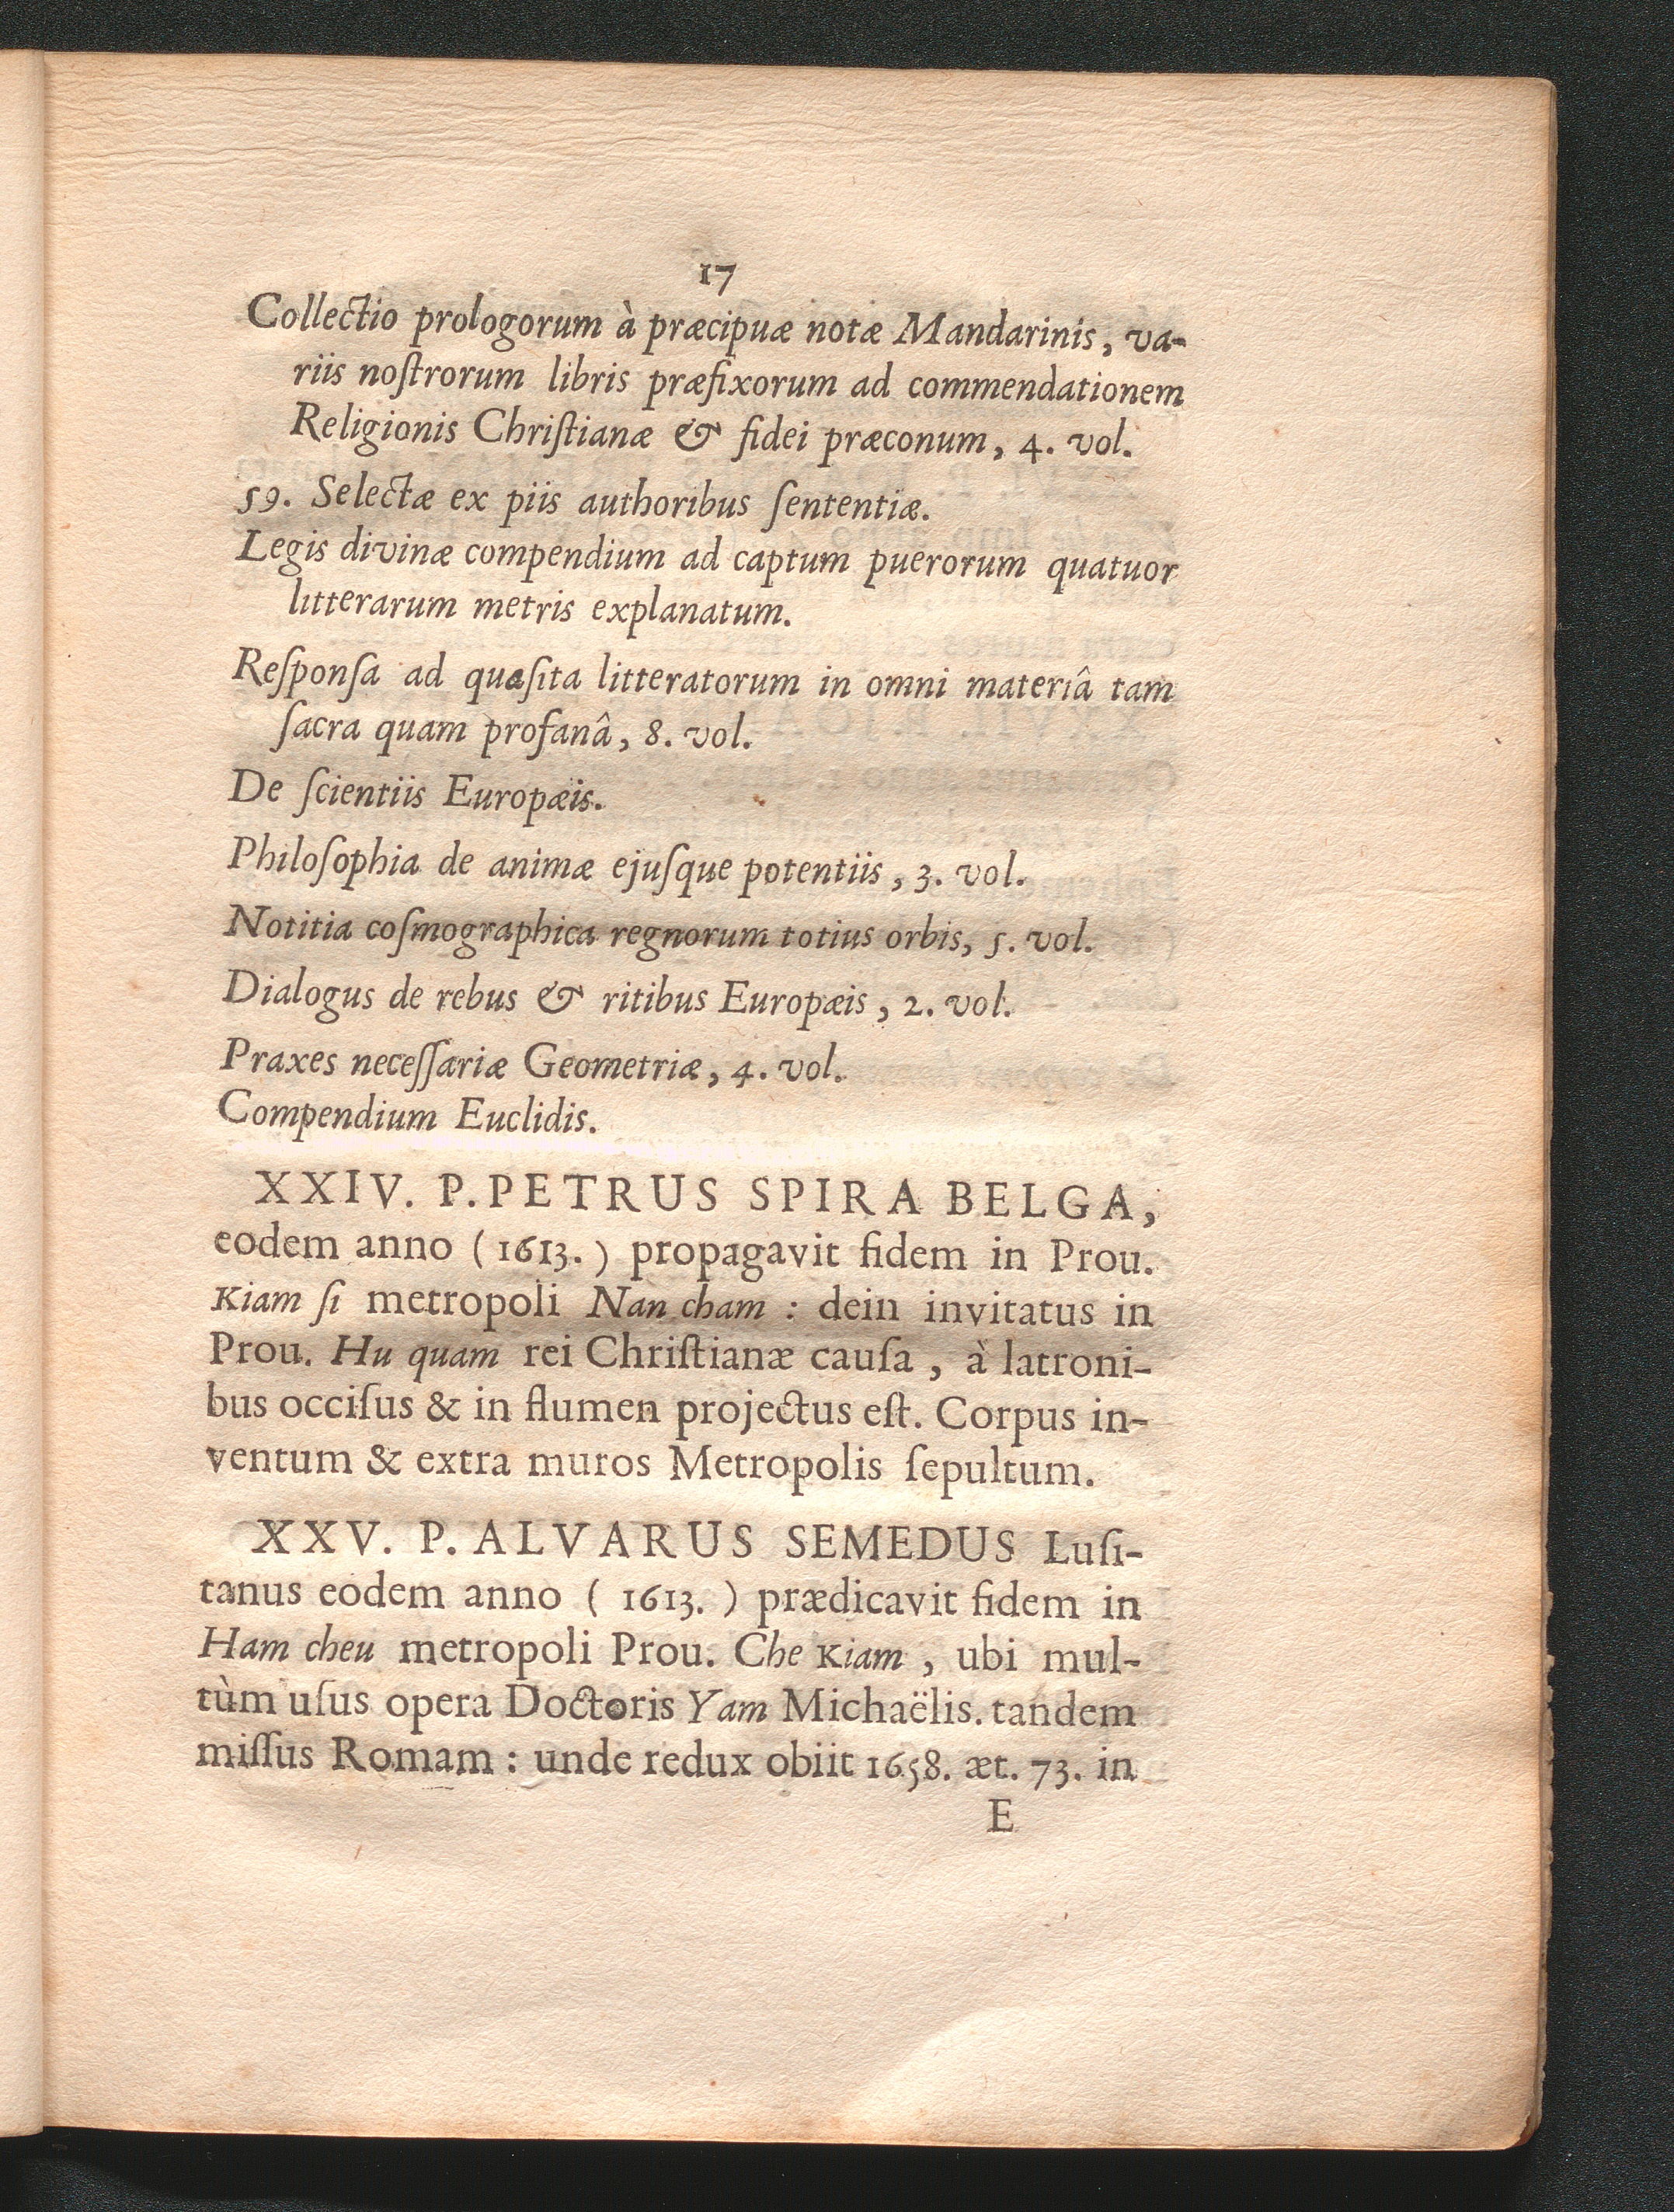 17
Collectio prologorum à præcipuæ notæ Mandarinis, va-
riis noſtrorum libris præfixorum ad commendationem
Religionis Chriſtianæ & fidei præconum, 4. vol.
59. Selectæ ex piis authoribus ſententiæ.
Legis divinæ compendium ad captum puerorum quatuor
litterarum metris explanatum.
Reſponſa ad quæſita litteratorum in omni materiâ tam
ſacra quam profanâ, 8. vol.
De ſcientiis Europæis.
Philoſophia de animæ ejuſque potentiis, 3. vol.
Notitia coſmographica regnorum totius orbis, 5. vol.
Dialogus de rebus & ritibus Europæis, 2. vol.
Praxes neceſſariæ Geometriæ, 4. vol.
Compendium Euclidis.
XXIV. P. PETRUS SPIRA BELGA,
eodem anno (1613.) propagavit fidem in Prou.
Kiam ſi metropoli Nan cham : dein invitatus in
Prou. Hu quam rei Chriſtianæ cauſa, à latroni-
bus occiſus & in flumen projectus eſt. Corpus in-
ventum & extra muros Metropolis ſepultum.
XXV. P. ALVARUS SEMEDUS Luſi-
tanus eodem anno (1613.) prædicavit fidem in
Ham cheu metropoli Prou. Che Kiam, ubi mul-
tùm uſus opera Doctoris Yam Michaëlis. tandem
miſſus Romam : unde redux obiit 1658. æt. 73. in
E